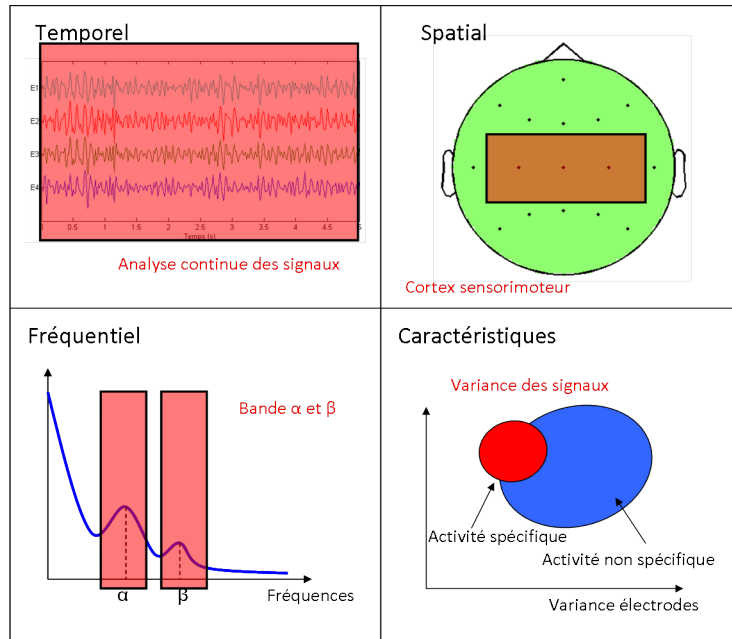 Temporel
E1
E2
E3
E4
0 0.5 1 1.5 2 2.5 3 3.5 4 4.5 5
Temps (s)
Analyse continue des signaux
Spatial
Cortex sensorimoteur
Fréquentiel
Bande α et β
α β
Fréquences
Caractéristiques
Variance des signaux
Activité spécifique
Activité non spécifique
Variance électrodes